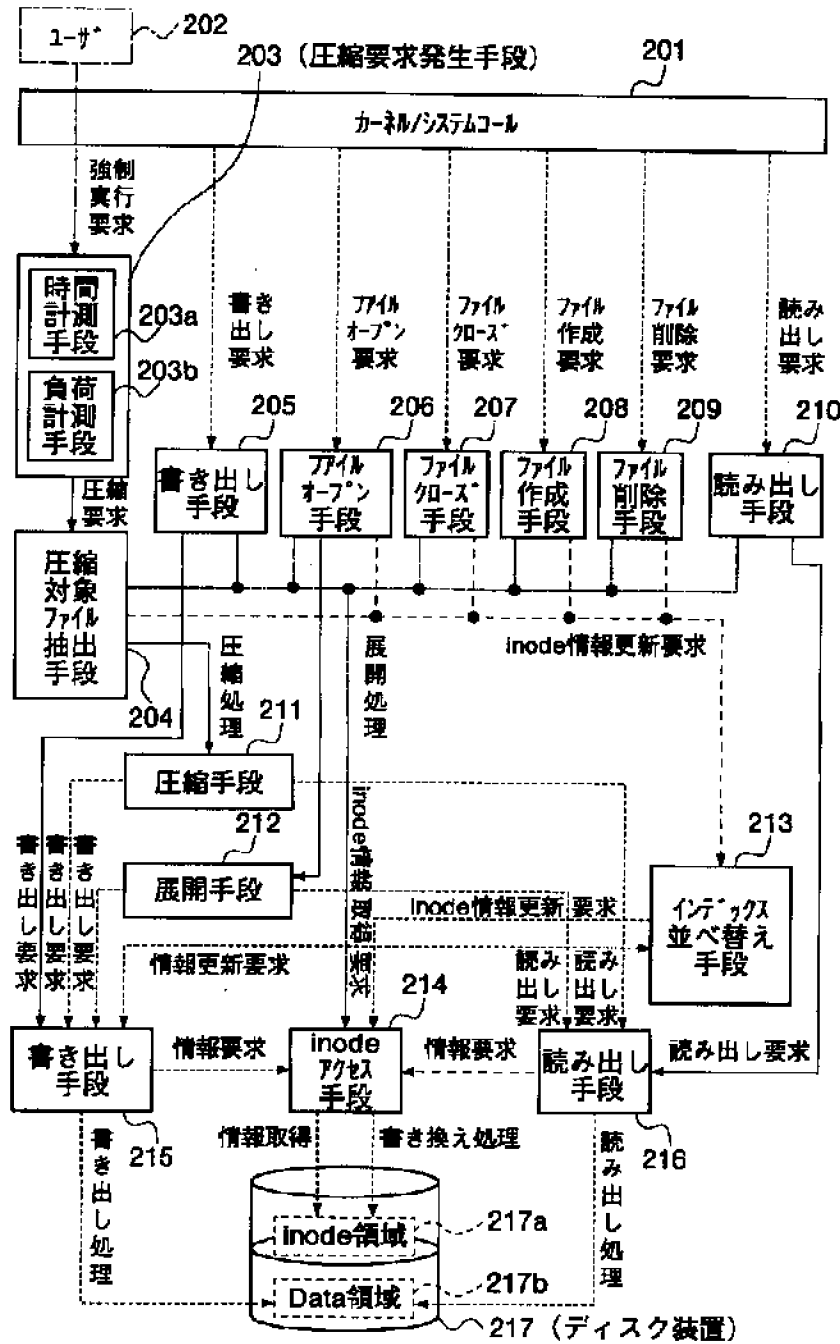 ユーザ
202
203 (圧縮要求発生手段)
201
カーネル/システムコール
強制
実行
要求
時間
計測
手段
203a
負荷
計測
手段
203b
書き
出し
要求
ファイル
オープン
要求
ファイル
クローズ
要求
ファイル
作成
要求
ファイル
削除
要求
読み
出し
要求
205
206
207
208
209
210
圧縮
要求
書き出し
手段
ファイル
オープン
手段
ファイル
クローズ
手段
ファイル
作成
手段
ファイル
削除
手段
読み出し
手段
圧縮
対象
ファイル
抽出
手段
204
圧縮処理
展開処理
inode情報更新要求
211
圧縮手段
212
展開手段
inode情報取得要求
213
インデックス
並べ替え
手段
書き出し要求
書き出し要求
書き出し要求
inode情報更新要求
情報更新要求
読み出し要求
読み出し要求
214
書き出し
手段
215
情報要求
inode
アクセス
手段
情報要求
読み出し
手段
216
読み出し要求
情報取得
書き換え処理
書き出し処理
読み出し処理
inode領域
217a
Data領域
217b
217 (ディスク装置)